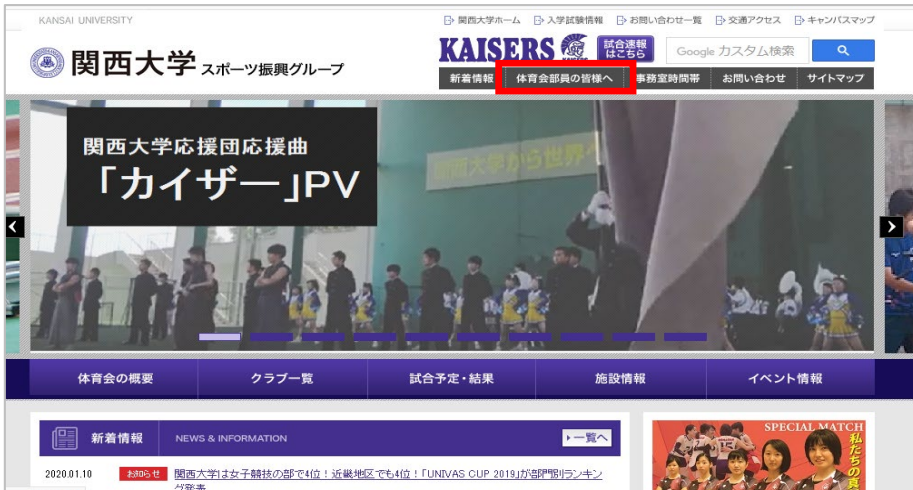 KANSAI UNIVERSITY
関西大学ホーム 入学試験情報 お問い合わせ一覧 交通アクセス キャンパスマップ
関西大学 スポーツ振興グループ
KAISERS
試合速報
はこちら
Google カスタム検索
新着情報 体育会部員の皆様へ 事務室時間帯 お問い合わせ サイトマップ
関西大学応援団応援曲
「カイザー」PV
関西大学から世界へ
体育会の概要 クラブ一覧 試合予定・結果 施設情報 イベント情報
新着情報 NEWS & INFORMATION 一覧へ
2020.01.10 お知らせ 関西大学は女子競技の部で4位！近畿地区でも4位！「UNIVAS CUP 2019」が部門別ランキン
グ発表
SPECIAL MATCH
私たちの真